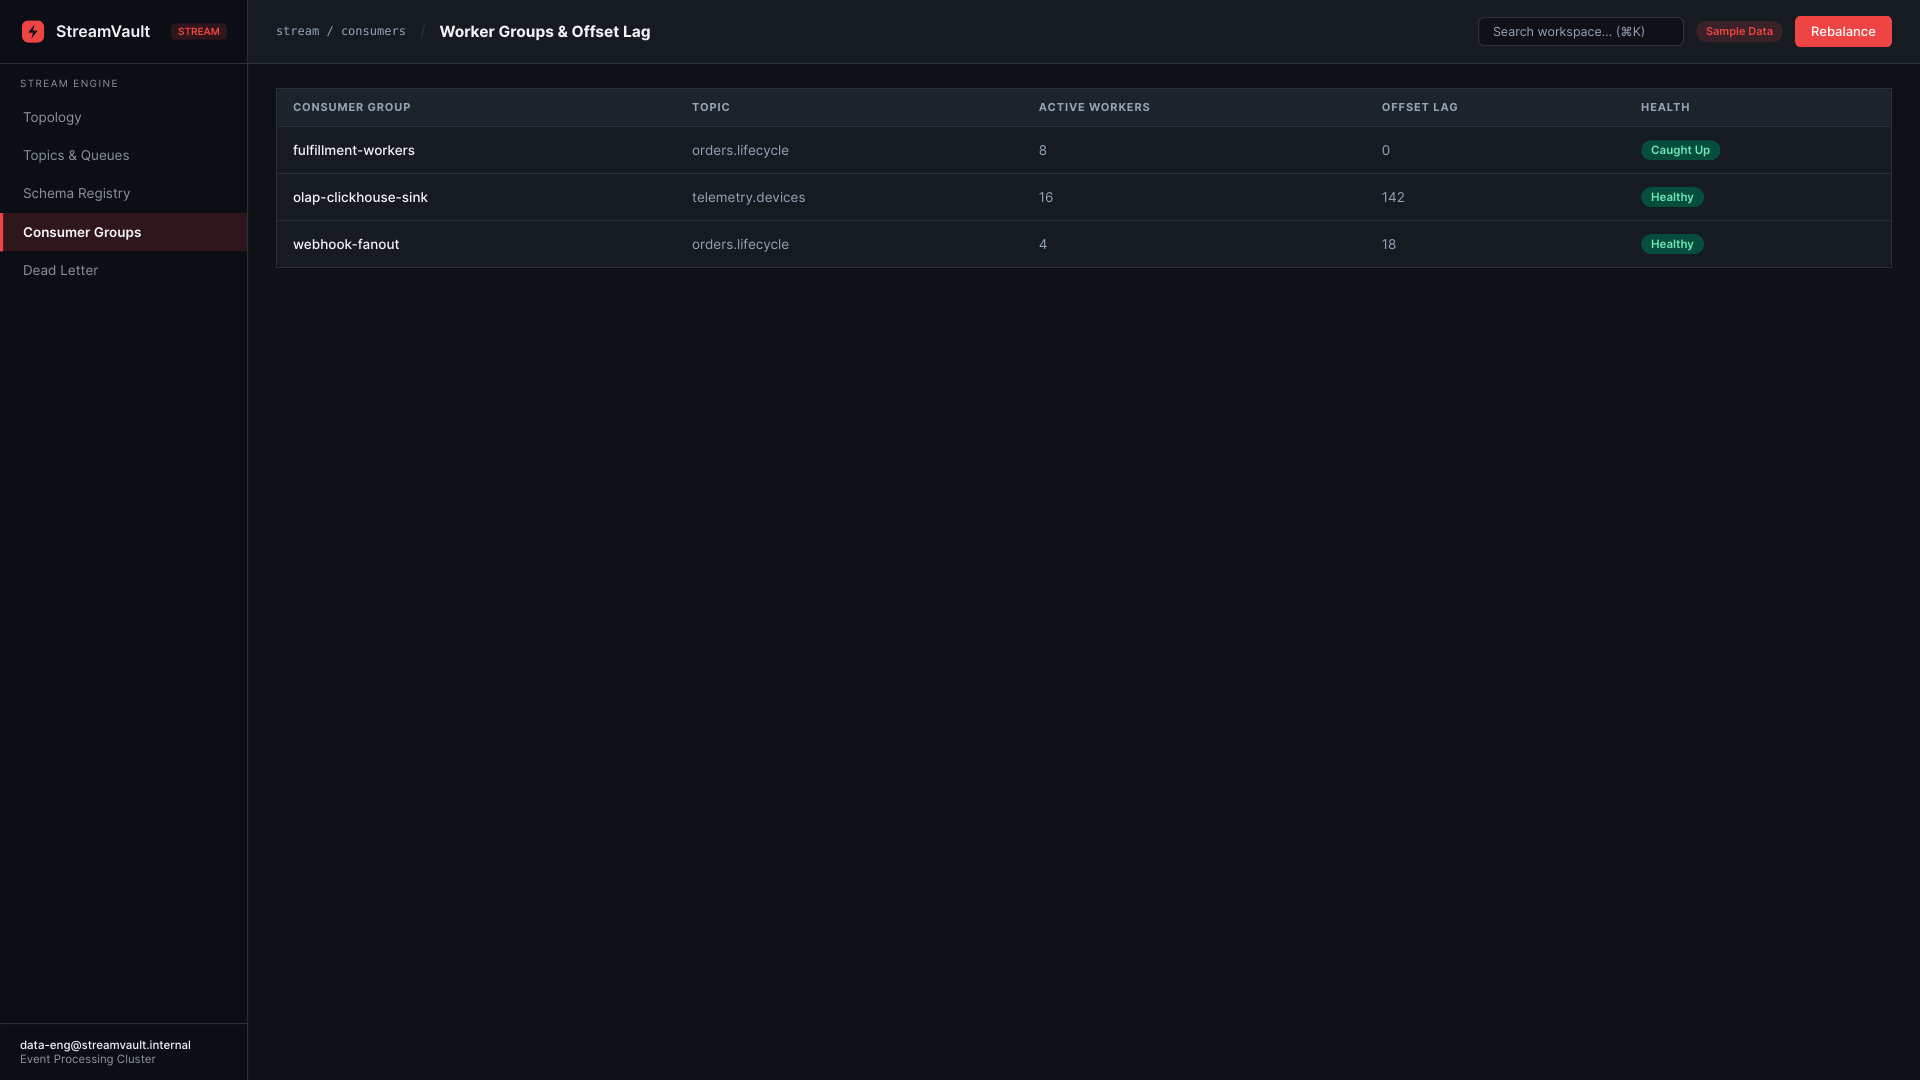 StreamVault STREAM
STREAM ENGINE
Topology
Topics & Queues
Schema Registry
Consumer Groups
Dead Letter
data-eng@streamvault.internal
Event Processing Cluster
stream / consumers / Worker Groups & Offset Lag
Search workspace... (⌘K) Sample Data Rebalance
CONSUMER GROUP TOPIC ACTIVE WORKERS OFFSET LAG HEALTH
fulfillment-workers orders.lifecycle 8 0 Caught Up
olap-clickhouse-sink telemetry.devices 16 142 Healthy
webhook-fanout orders.lifecycle 4 18 Healthy